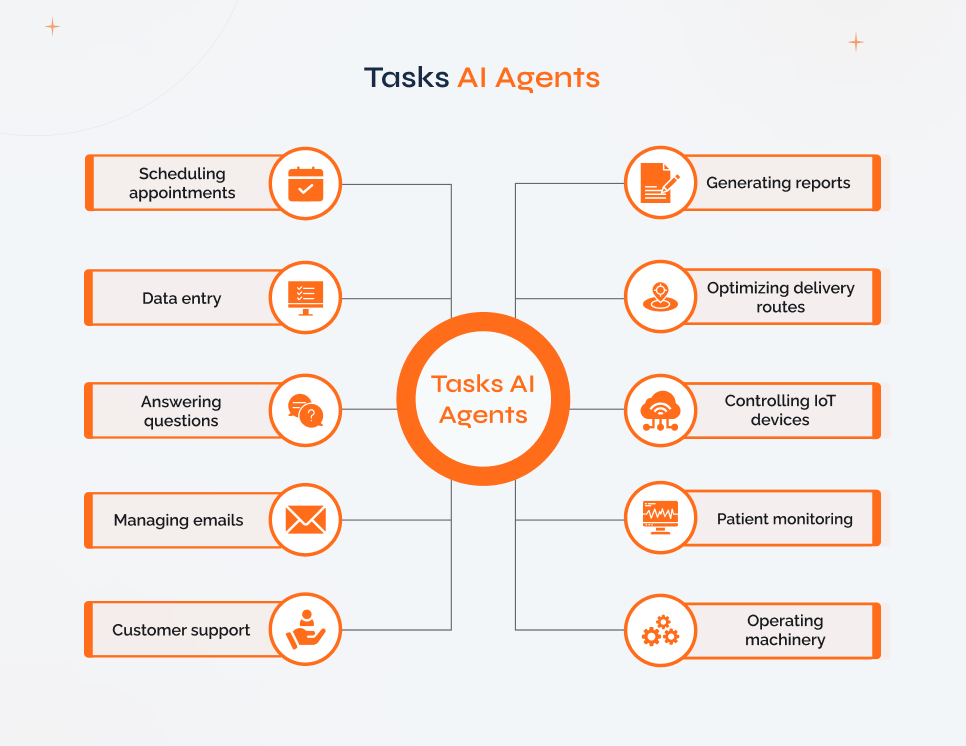 Tasks AI Agents
Scheduling
appointments
Data entry
Answering
questions
Managing emails
Customer support
Tasks AI
Agents
Generating reports
Optimizing delivery
routes
Controlling IoT
devices
Patient monitoring
Operating
machinery
?